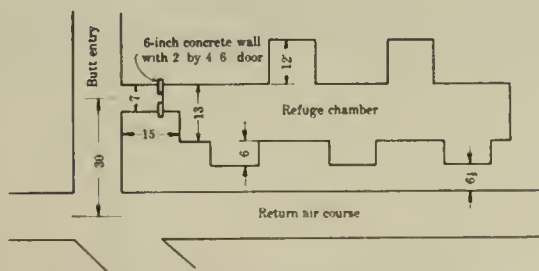 Butt entry
6-inch concrete wall
with 2 by 4 6 door
12'
7
13
Refuge chamber
15
6
30
6½
Return air course